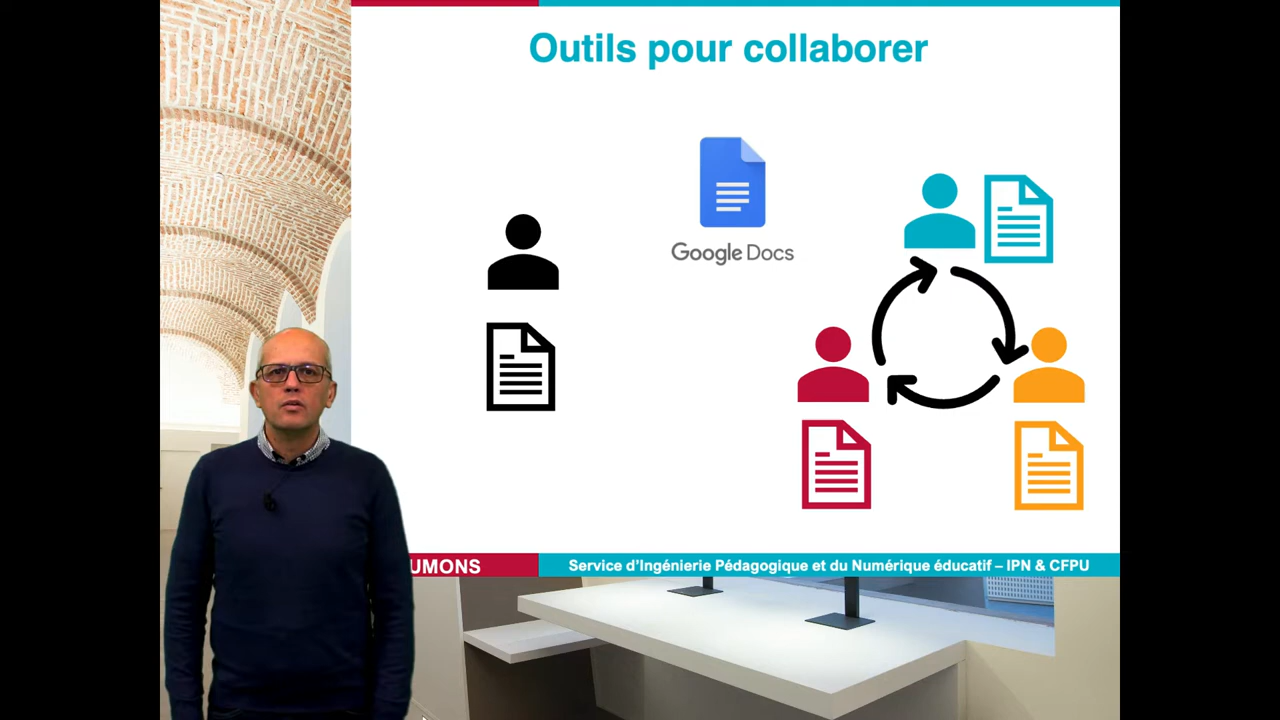 Outils pour collaborer
Google Docs
UMONS
Service d'Ingénierie Pédagogique et du Numérique éducatif – IPN & CFPU